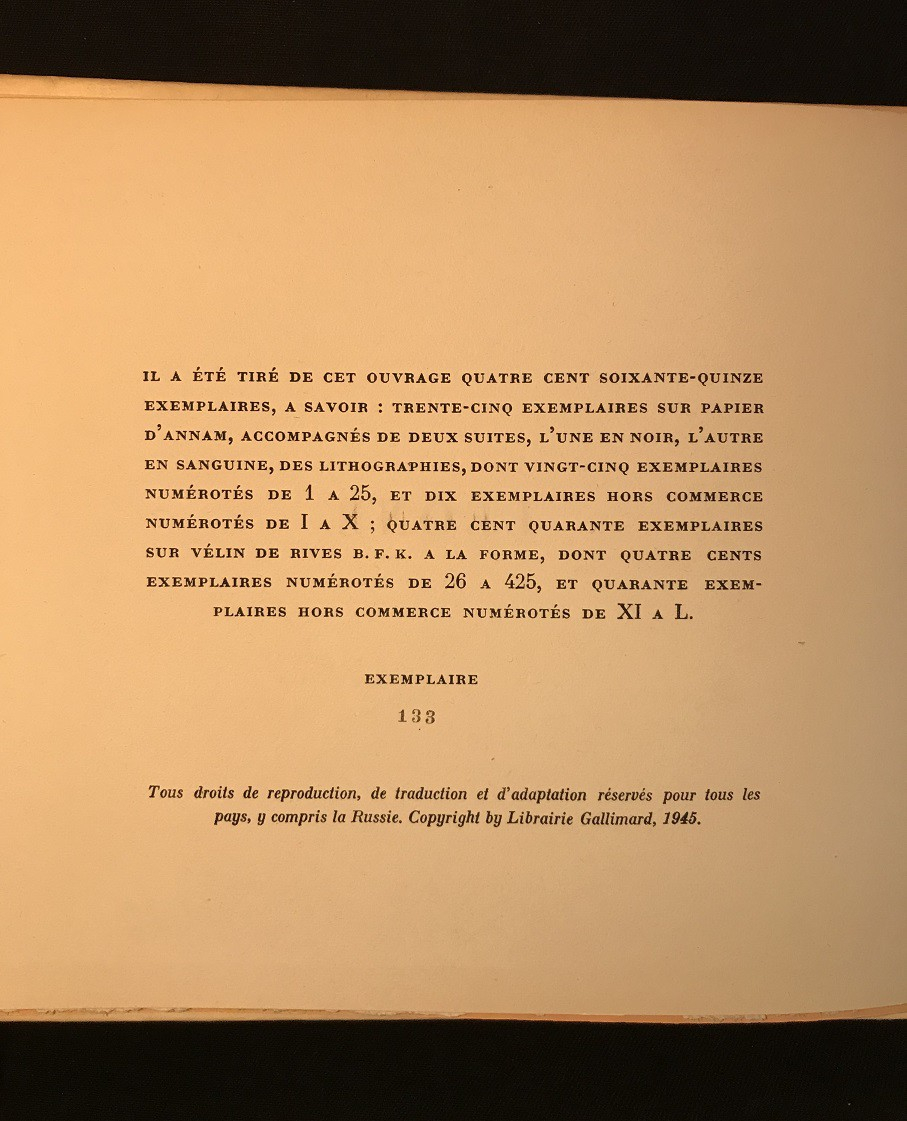 IL A ÉTÉ TIRÉ DE CET OUVRAGE QUATRE CENT SOIXANTE-QUINZE
EXEMPLAIRES, A SAVOIR : TRENTE-CINQ EXEMPLAIRES SUR PAPIER
D'ANNAM, ACCOMPAGNÉS DE DEUX SUITES, L'UNE EN NOIR, L'AUTRE
EN SANGUINE, DES LITHOGRAPHIES, DONT VINGT-CINQ EXEMPLAIRES
NUMÉROTÉS DE 1 A 25, ET DIX EXEMPLAIRES HORS COMMERCE
NUMÉROTÉS DE I A X ; QUATRE CENT QUARANTE EXEMPLAIRES
SUR VÉLIN DE RIVES B. F. K. A LA FORME, DONT QUATRE CENTS
EXEMPLAIRES NUMÉROTÉS DE 26 A 425, ET QUARANTE EXEM-
PLAIRES HORS COMMERCE NUMÉROTÉS DE XI A L.
EXEMPLAIRE
133
Tous droits de reproduction, de traduction et d'adaptation réservés pour tous les
pays, y compris la Russie. Copyright by Librairie Gallimard, 1945.